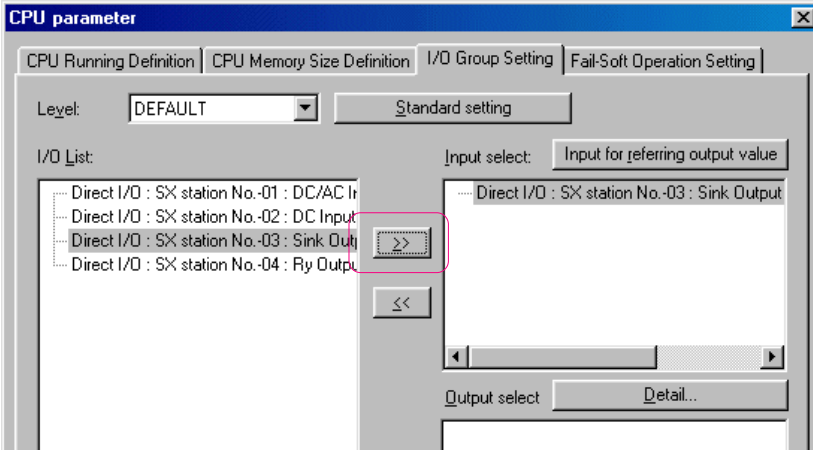 CPU parameter
CPU Running Definition CPU Memory Size Definition I/O Group Setting Fail-Soft Operation Setting
Level: DEFAULT Standard setting
I/O List: Input select: Input for referring output value
Direct I/O : SX station No.-01 : DC/AC
Direct I/O : SX station No.-02 : DC Input
Direct I/O : SX station No.-03 : Sink
Direct I/O : SX station No.-04 : Ry
>>
<<
Direct I/O : SX station No.-03 : Sink Output
Output select Detail...